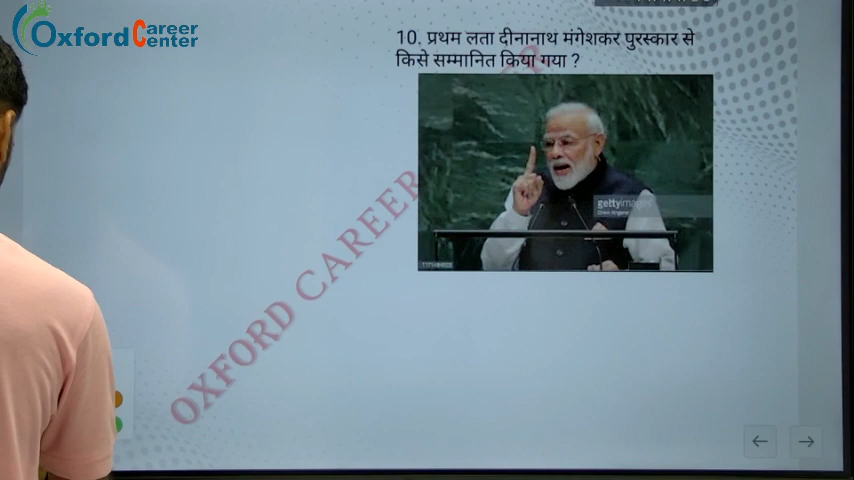 Oxford Career Center
10. प्रथम लता दीनानाथ मंगेशकर पुरस्कार से
किसे सम्मानित किया गया ?
gettyimages
OXFORD CAREER